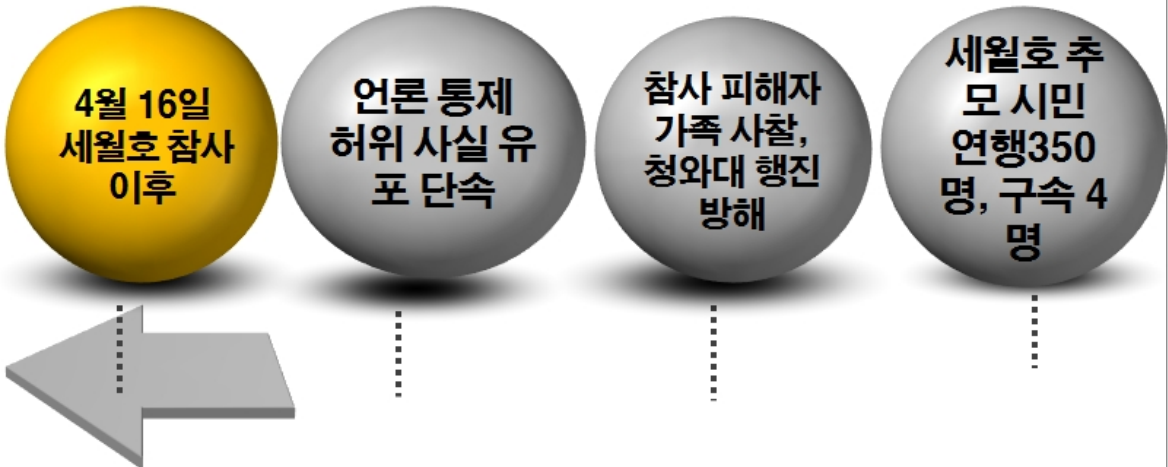 4월 16일
세월호 참사
이후
언론 통제
허위 사실 유
포 단속
참사 피해자
가족 사찰,
청와대 행진
방해
세월호 추
모 시민
연행350
명, 구속 4
명